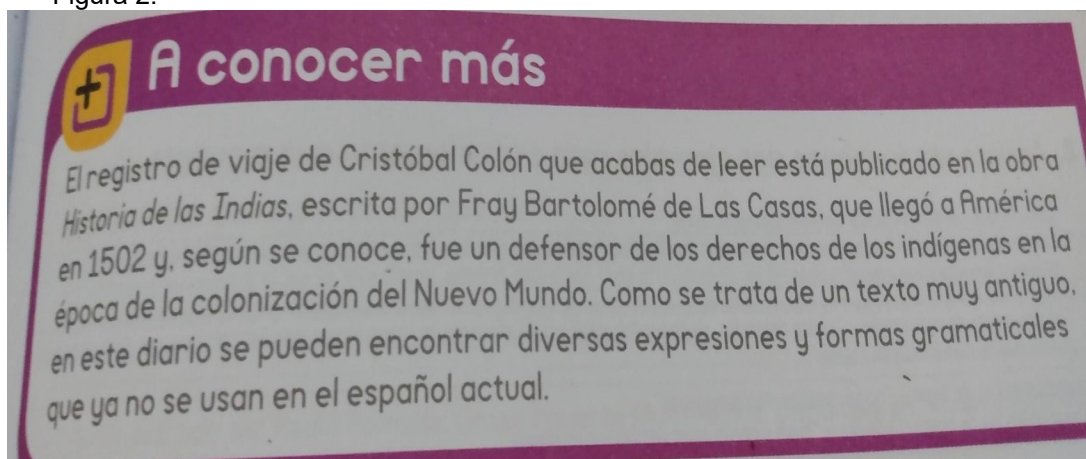 Figura 2.
A conocer más
El registro de viaje de Cristóbal Colón que acabas de leer está publicado en la obra
Historia de las Indias, escrita por Fray Bartolomé de Las Casas, que llegó a América
en 1502 y, según se conoce, fue un defensor de los derechos de los indígenas en la
época de la colonización del Nuevo Mundo. Como se trata de un texto muy antiguo,
en este diario se pueden encontrar diversas expresiones y formas gramaticales
que ya no se usan en el español actual.